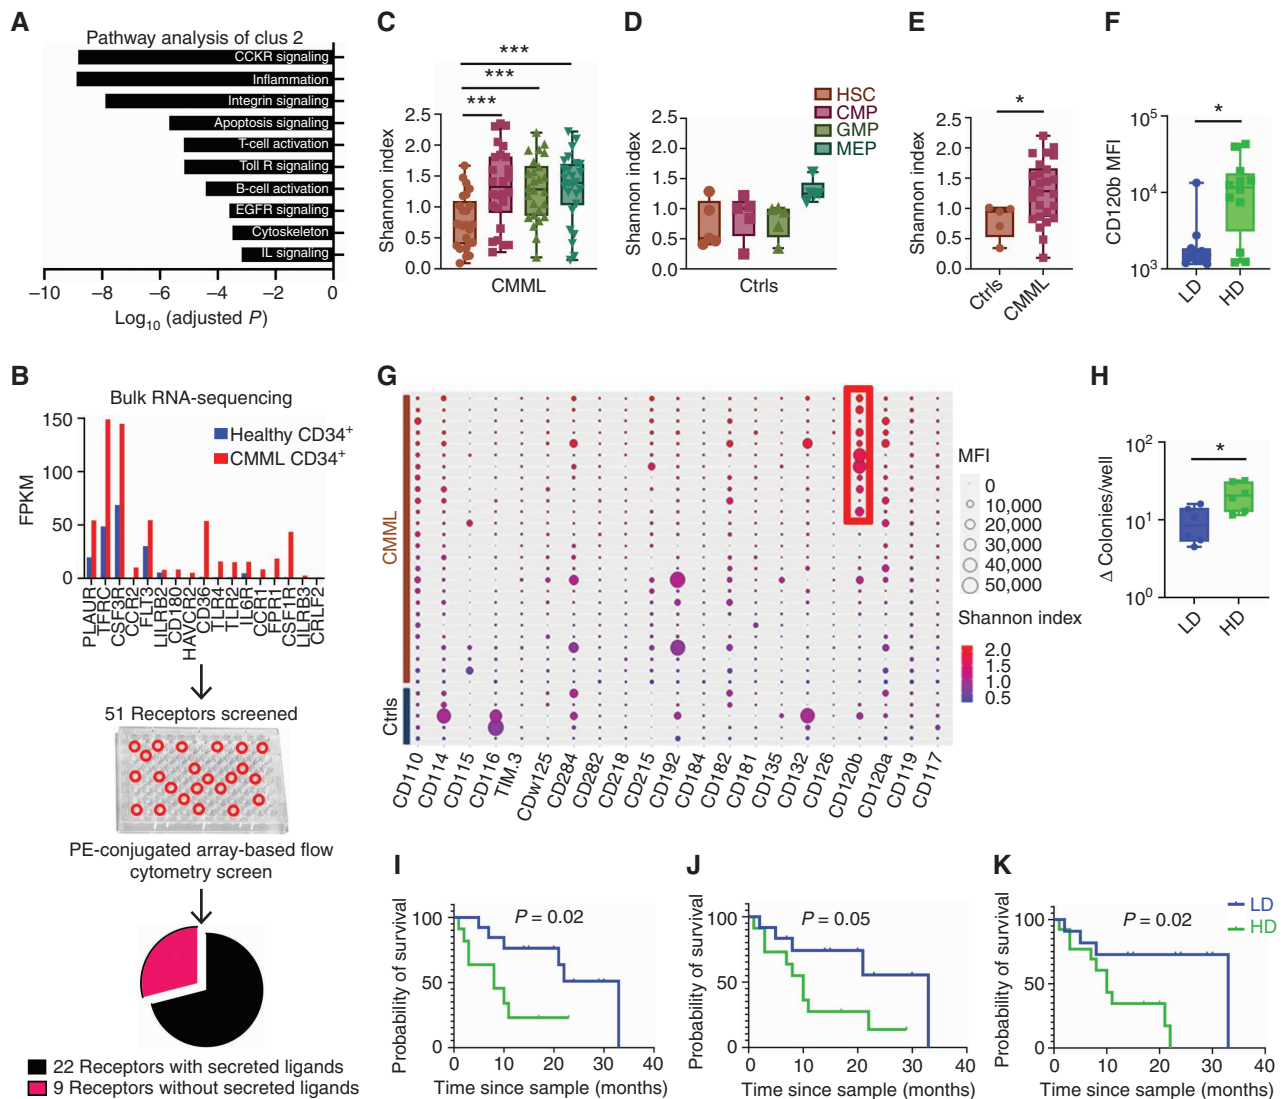 A
Pathway analysis of clus 2
CCKR signaling
Inflammation
Integrin signaling
Apoptosis signaling
T-cell activation
Toll R signaling
B-cell activation
EGFR signaling
Cytoskeleton
IL signaling
−10 −8 −6 −4 −2 0
Log10 (adjusted P)
B
Bulk RNA-sequencing
Healthy CD34+
CMML CD34+
FPKM
150
100
50
0
PLAUR
TFRC
CSF3R
CCR2
FLT3
LILRB2
CD180
HAVCR2
CD36
TLR4
TLR2
IL6R
CCR1
FPR1
CSF1R
LILRB3
CRLF2
51 Receptors screened
PE-conjugated array-based flow
cytometry screen
22 Receptors with secreted ligands
9 Receptors without secreted ligands
C
***
***
***
Shannon index
2.5
2.0
1.5
1.0
0.5
0.0
CMML
D
HSC
CMP
GMP
MEP
Shannon index
2.5
2.0
1.5
1.0
0.5
0.0
Ctrls
E
*
Shannon index
2.5
2.0
1.5
1.0
0.5
0.0
Ctrls
CMML
F
*
CD120b MFI
10^5
10^4
10^3
LD
HD
G
CMML
Ctrls
CD110
CD114
CD115
CD116
TIM.3
CDw125
CD284
CD282
CD218
CD215
CD192
CD184
CD182
CD181
CD135
CD132
CD126
CD120b
CD120a
CD119
CD117
MFI
0
10,000
20,000
30,000
40,000
50,000
Shannon index
2.0
1.5
1.0
0.5
H
*
Δ Colonies/well
10^2
10^1
10^0
LD
HD
I
P = 0.02
Probability of survival
100
50
0
0 10 20 30 40
Time since sample (months)
J
P = 0.05
Probability of survival
100
50
0
0 10 20 30 40
Time since sample (months)
K
P = 0.02
LD
HD
Probability of survival
100
50
0
0 10 20 30 40
Time since sample (months)